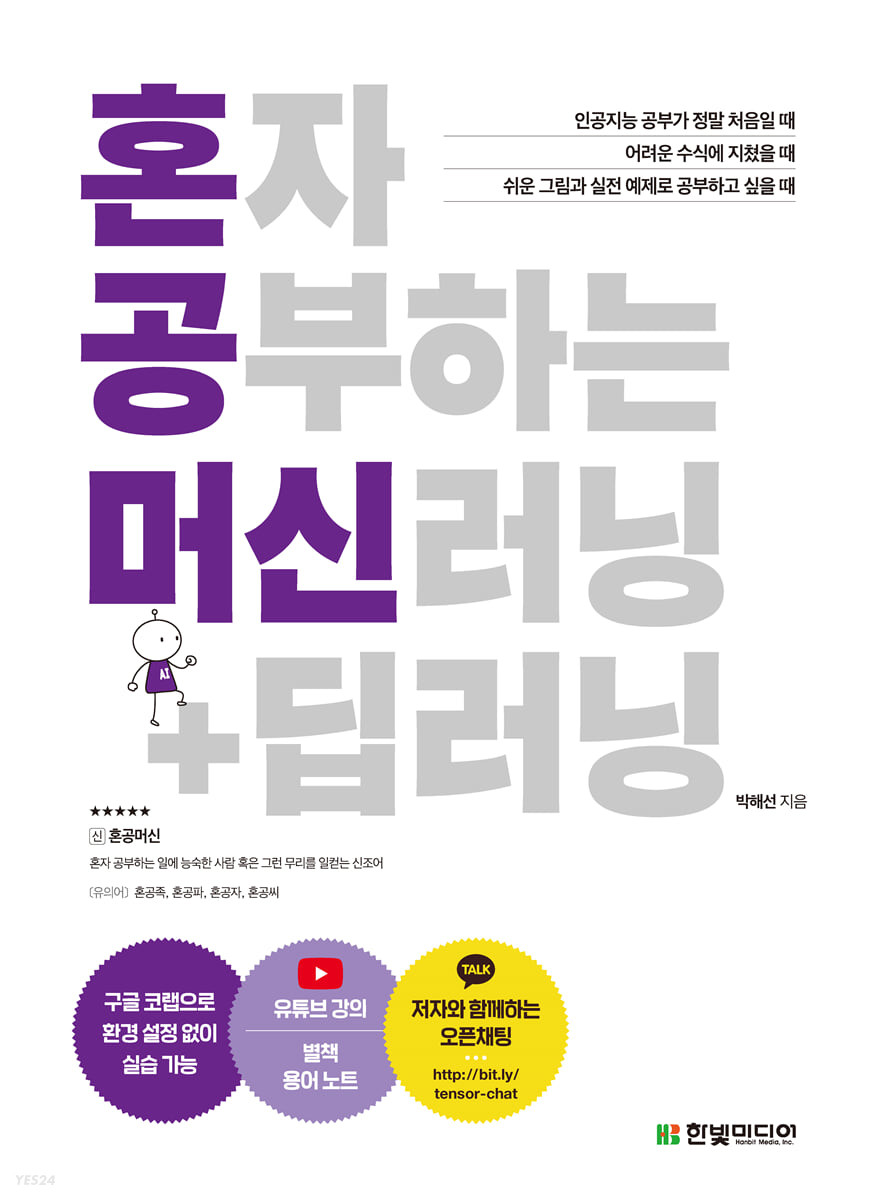 혼자
공부하는
머신러닝
+딥러닝
인공지능 공부가 정말 처음일 때
어려운 수식에 지쳤을 때
쉬운 그림과 실전 예제로 공부하고 싶을 때
AI
박해선 지음
★★★★★
신 혼공머신
혼자 공부하는 일에 능숙한 사람 혹은 그런 무리를 일컫는 신조어
〔유의어〕 혼공족, 혼공파, 혼공자, 혼공씨
구글 코랩으로
환경 설정 없이
실습 가능
유튜브 강의
별책
용어 노트
TALK
저자와 함께하는
오픈채팅
http://bit.ly/
tensor-chat
HB 한빛미디어
Hanbit Media, Inc.
YES24